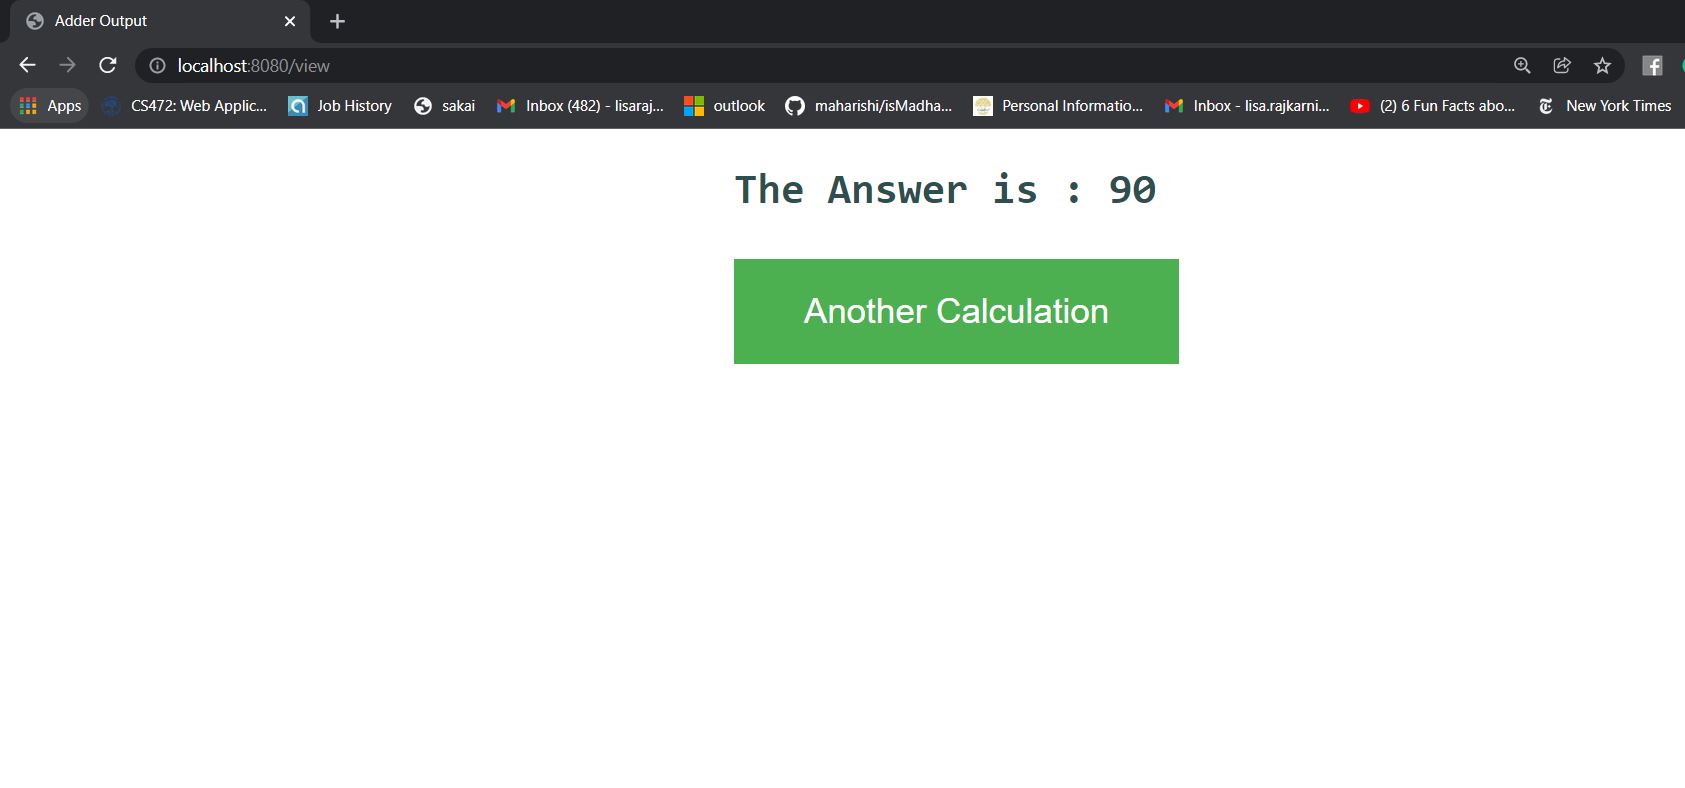 Adder Output
localhost:8080/view
Apps CS472: Web Applic... Job History sakai Inbox (482) - lisaraj... outlook maharishi/isMadha... Personal Informatio... Inbox - lisa.rajkarni... (2) 6 Fun Facts abo... New York Times
The Answer is : 90
Another Calculation